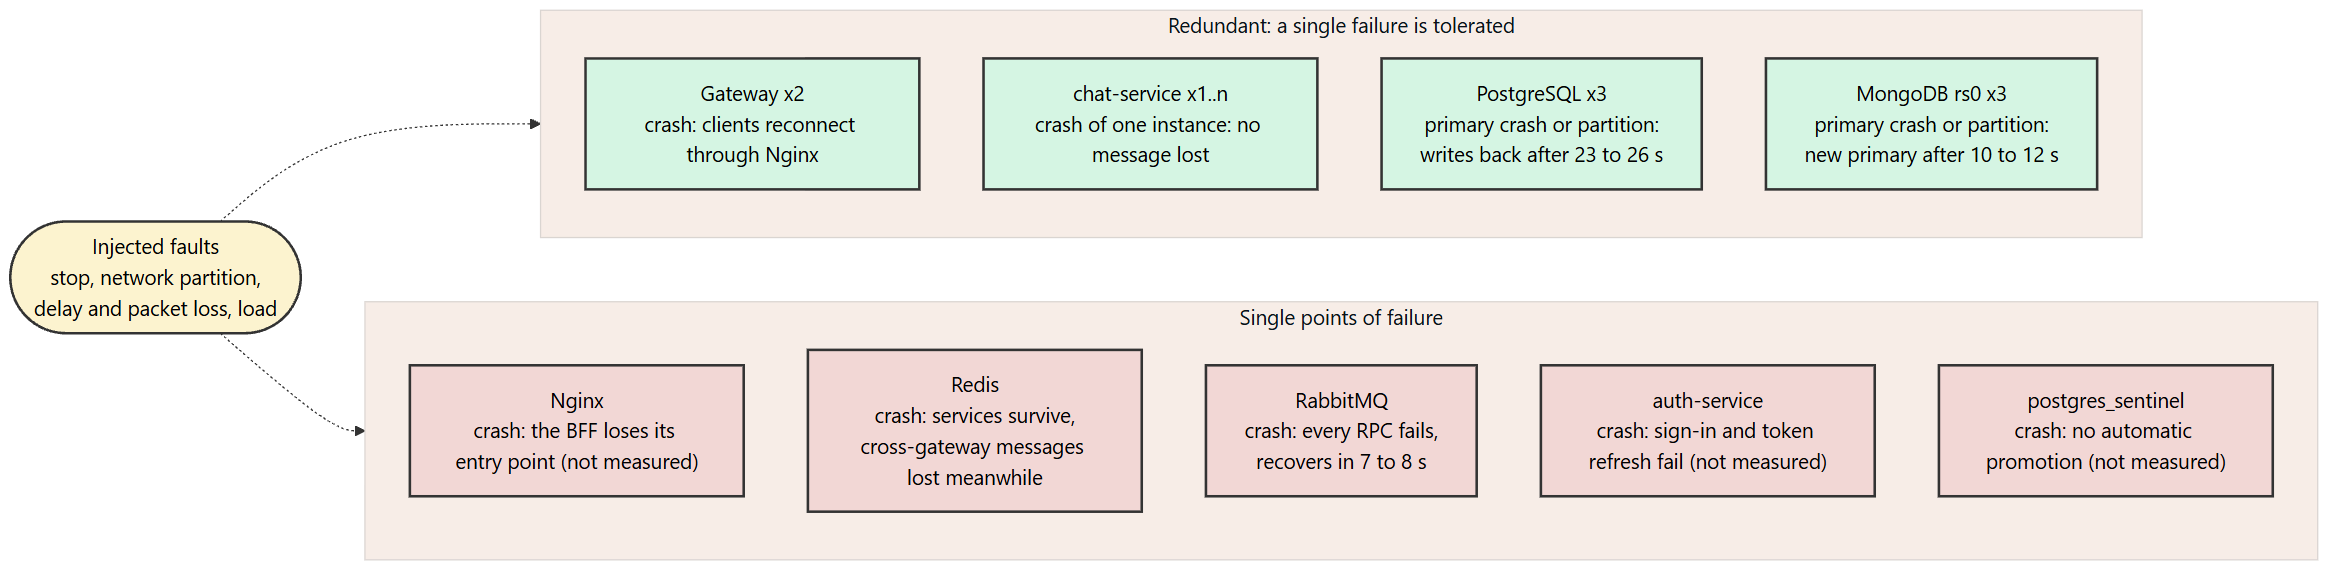 Redundant: a single failure is tolerated
Gateway x2
crash: clients reconnect
through Nginx
chat-service x1..n
crash of one instance: no
message lost
PostgreSQL x3
primary crash or partition:
writes back after 23 to 26 s
MongoDB rs0 x3
primary crash or partition:
new primary after 10 to 12 s
Injected faults
stop, network partition,
delay and packet loss, load
Single points of failure
Nginx
crash: the BFF loses its
entry point (not measured)
Redis
crash: services survive,
cross-gateway messages
lost meanwhile
RabbitMQ
crash: every RPC fails,
recovers in 7 to 8 s
auth-service
crash: sign-in and token
refresh fail (not measured)
postgres_sentinel
crash: no automatic
promotion (not measured)